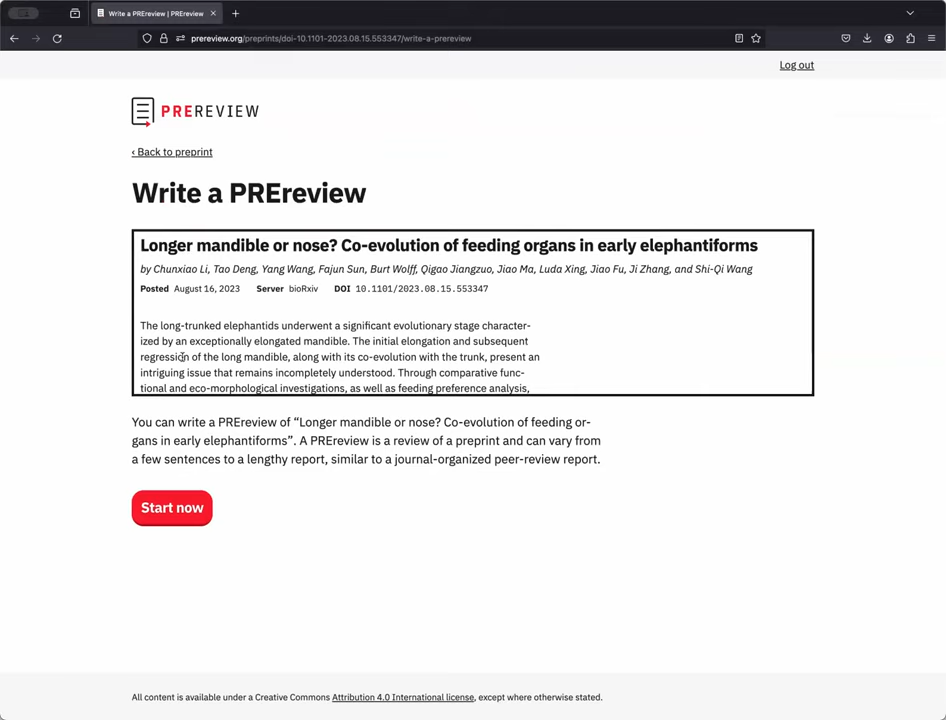 Write a PREreview | PREreview
prereview.org/preprints/doi-10.1101-2023.08.15.553347/write-a-prereview
Log out
PREREVIEW
‹ Back to preprint
Write a PREreview
Longer mandible or nose? Co-evolution of feeding organs in early elephantiforms
by Chunxiao Li, Tao Deng, Yang Wang, Fajun Sun, Burt Wolff, Qigao Jiangzuo, Jiao Ma, Luda Xing, Jiao Fu, Ji Zhang, and Shi-Qi Wang
Posted August 16, 2023 Server bioRxiv DOI 10.1101/2023.08.15.553347
The long-trunked elephantids underwent a significant evolutionary stage character-
ized by an exceptionally elongated mandible. The initial elongation and subsequent
regression of the long mandible, along with its co-evolution with the trunk, present an
intriguing issue that remains incompletely understood. Through comparative func-
tional and eco-morphological investigations, as well as feeding preference analysis,
You can write a PREreview of “Longer mandible or nose? Co-evolution of feeding or-
gans in early elephantiforms”. A PREreview is a review of a preprint and can vary from
a few sentences to a lengthy report, similar to a journal-organized peer-review report.
Start now
All content is available under a Creative Commons Attribution 4.0 International license, except where otherwise stated.